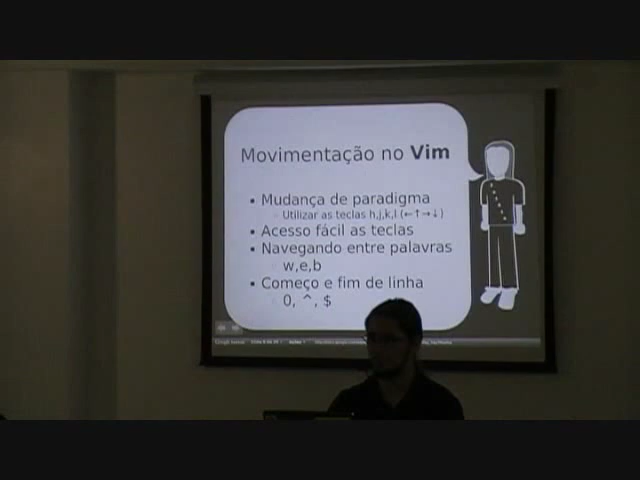 Movimentação no Vim
• Mudança de paradigma
◦ Utilizar as teclas h,j,k,l (←↑→↓)
• Acesso fácil as teclas
• Navegando entre palavras
◦ w,e,b
• Começo e fim de linha
◦ 0, ^, $